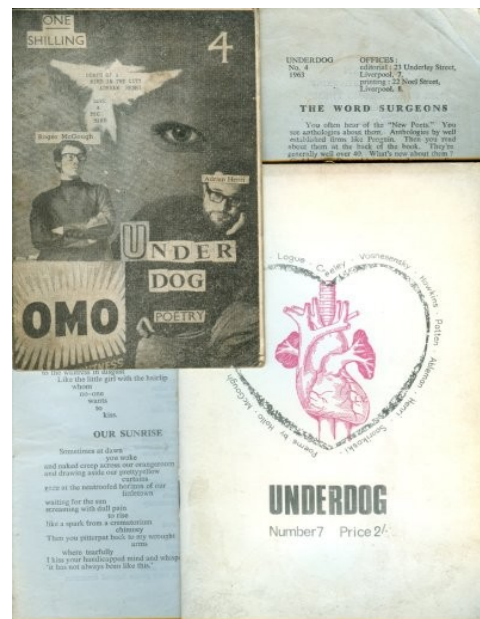 ONE
SHILLING
4
Roger McGough
Adrian Henri
UNDER
DOG
POETRY
OMO
UNDERDOG
No. 4
1963
OFFICES :
editorial : 23 Underley Street,
Liverpool, 7.
printing : 22 Noel Street,
Liverpool, 8.
THE WORD SURGEONS
You often hear of the "New Poets." You
see anthologies about them. Anthologies by well
established firms like Penguin. Then you read
about them at the back of the book. They're
generally well over 40. What's new about them ?
Like the little girl with the hairlip
whom
no-one
wants
to
kiss.
OUR SUNRISE
Sometimes at dawn
you woke
and naked creep across our orangeroom
and drawing aside our prettyyellow
curtains
gaze at the neatroofed horizon of our
lindtown
waiting for the sun
screaming with dull pain
to rise
like a spark from a crematorium
chimney
Then you pitterpat back to my wrought
arms
where tearfully
I kiss your handicapped mind and whisp
'it has not always been like this.'
Poems by Hollo · McGough
· Logue · Creeley · Voznesensky · Hawkins · Patten · Ableman · Henri · Saarikoski ·
UNDERDOG
Number 7 Price 2/-